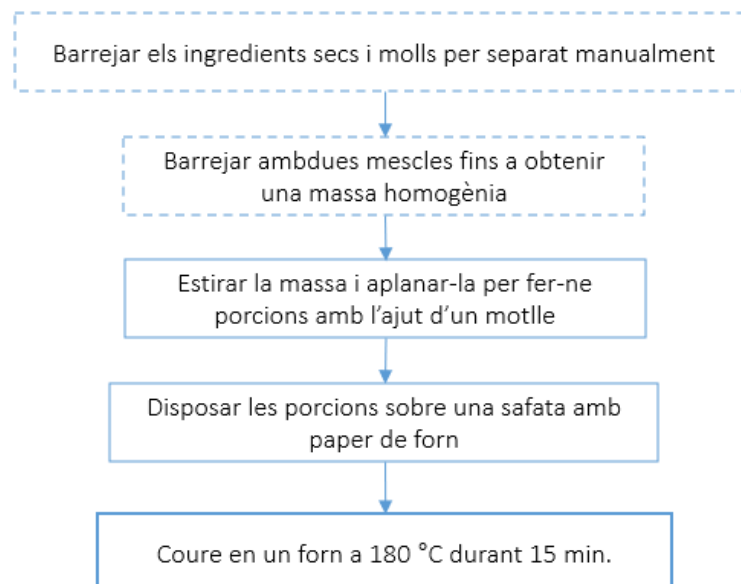 Barrejar els ingredients secs i molls per separat manualment
Barrejar ambdues mescles fins a obtenir
una massa homogènia
Estirar la massa i aplanar-la per fer-ne
porcions amb l’ajut d’un motlle
Disposar les porcions sobre una safata amb
paper de forn
Coure en un forn a 180 °C durant 15 min.